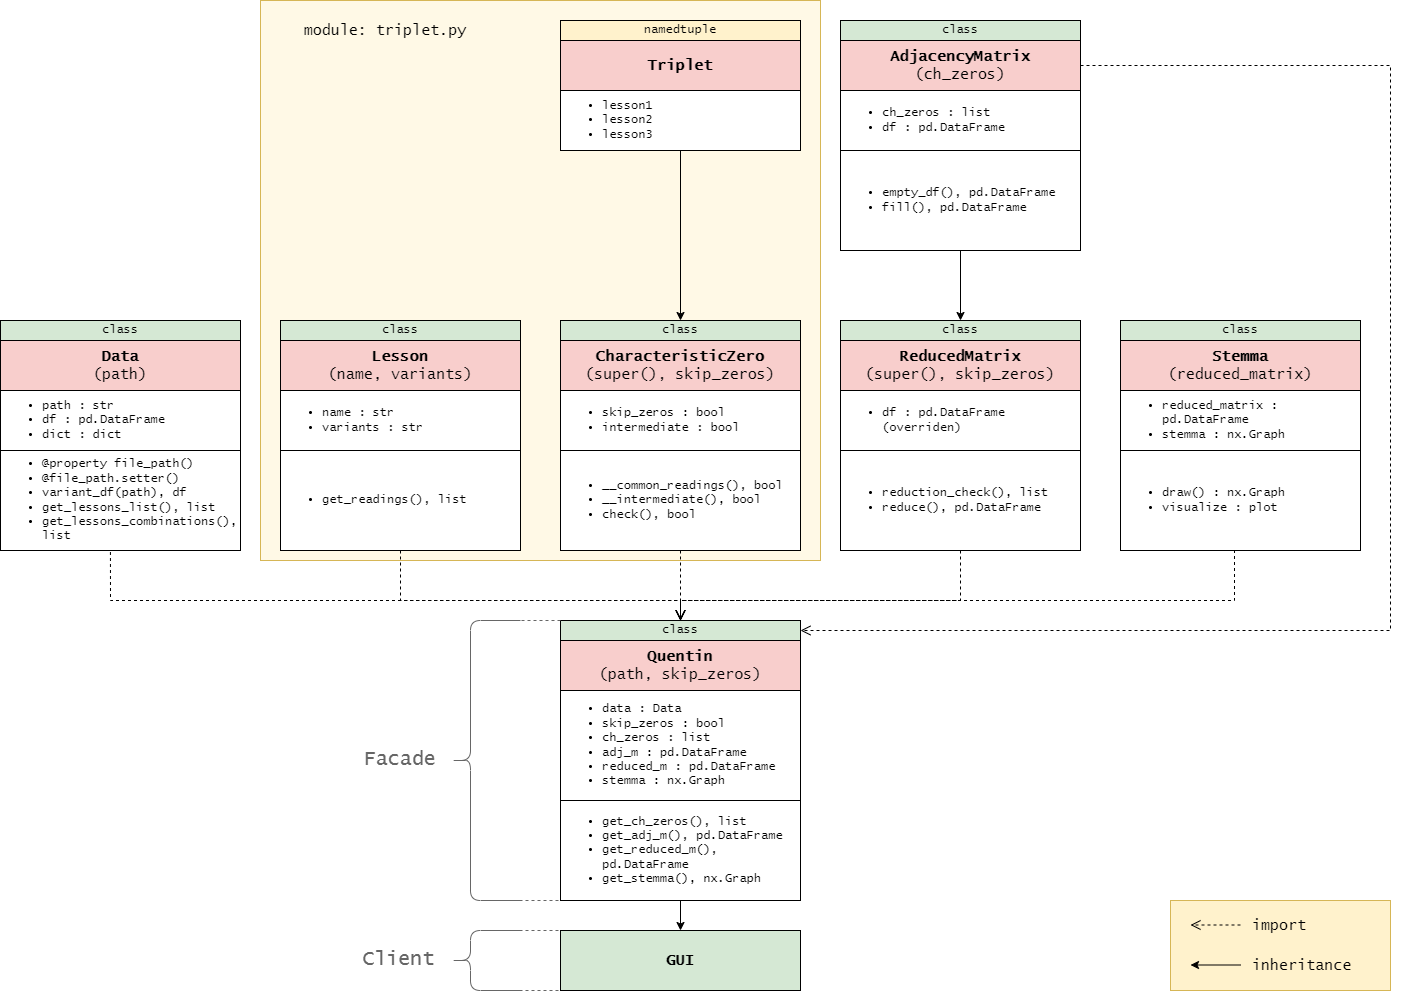 module: triplet.py
namedtuple
Triplet
• lesson1
• lesson2
• lesson3
class
AdjacencyMatrix
(ch_zeros)
• ch_zeros : list
• df : pd.DataFrame
• empty_df(), pd.DataFrame
• fill(), pd.DataFrame
class
Data
(path)
• path : str
• df : pd.DataFrame
• dict : dict
• @property file_path()
• @file_path.setter()
• variant_df(path), df
• get_lessons_list(), list
• get_lessons_combinations(),
list
class
Lesson
(name, variants)
• name : str
• variants : str
• get_readings(), list
class
CharacteristicZero
(super(), skip_zeros)
• skip_zeros : bool
• intermediate : bool
• __common_readings(), bool
• __intermediate(), bool
• check(), bool
class
ReducedMatrix
(super(), skip_zeros)
• df : pd.DataFrame
(overriden)
• reduction_check(), list
• reduce(), pd.DataFrame
class
Stemma
(reduced_matrix)
• reduced_matrix :
pd.DataFrame
• stemma : nx.Graph
• draw() : nx.Graph
• visualize : plot
class
Quentin
(path, skip_zeros)
• data : Data
• skip_zeros : bool
• ch_zeros : list
• adj_m : pd.DataFrame
• reduced_m : pd.DataFrame
• stemma : nx.Graph
• get_ch_zeros(), list
• get_adj_m(), pd.DataFrame
• get_reduced_m(),
pd.DataFrame
• get_stemma(), nx.Graph
Facade
Client
GUI
import
inheritance